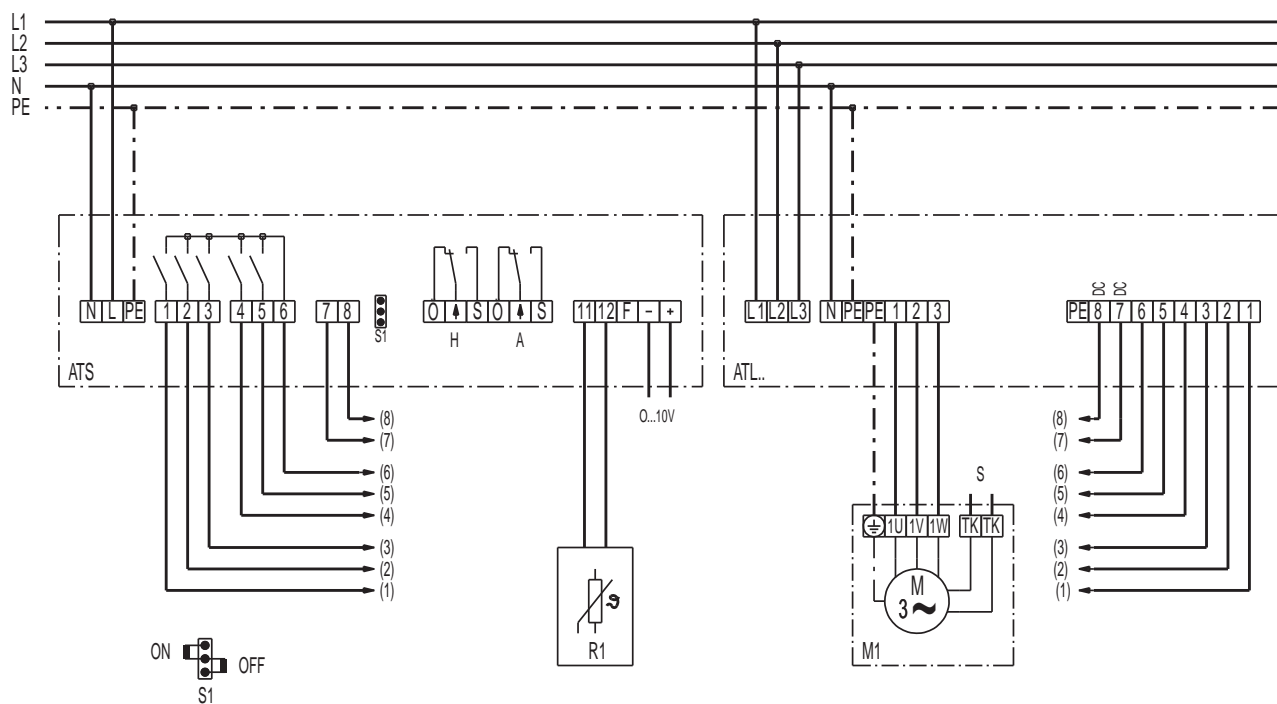 L1
L2
L3
N
PE
DC DC
N L PE 1 2 3 4 5 6 7 8 Ö S Ö S 11 12 F − + L1 L2 L3 N PE PE 1 2 3 PE 8 7 6 5 4 3 2 1
S1
H A
ATS ATL..
0...10V
(8) (8)
(7) (7)
(6) S (6)
(5) (5)
(4) (4)
1U 1V 1W TK TK
(3) (3)
(2) (2)
(1) (1)
M
3 ~
ϑ
R1 M1
ON OFF
S1